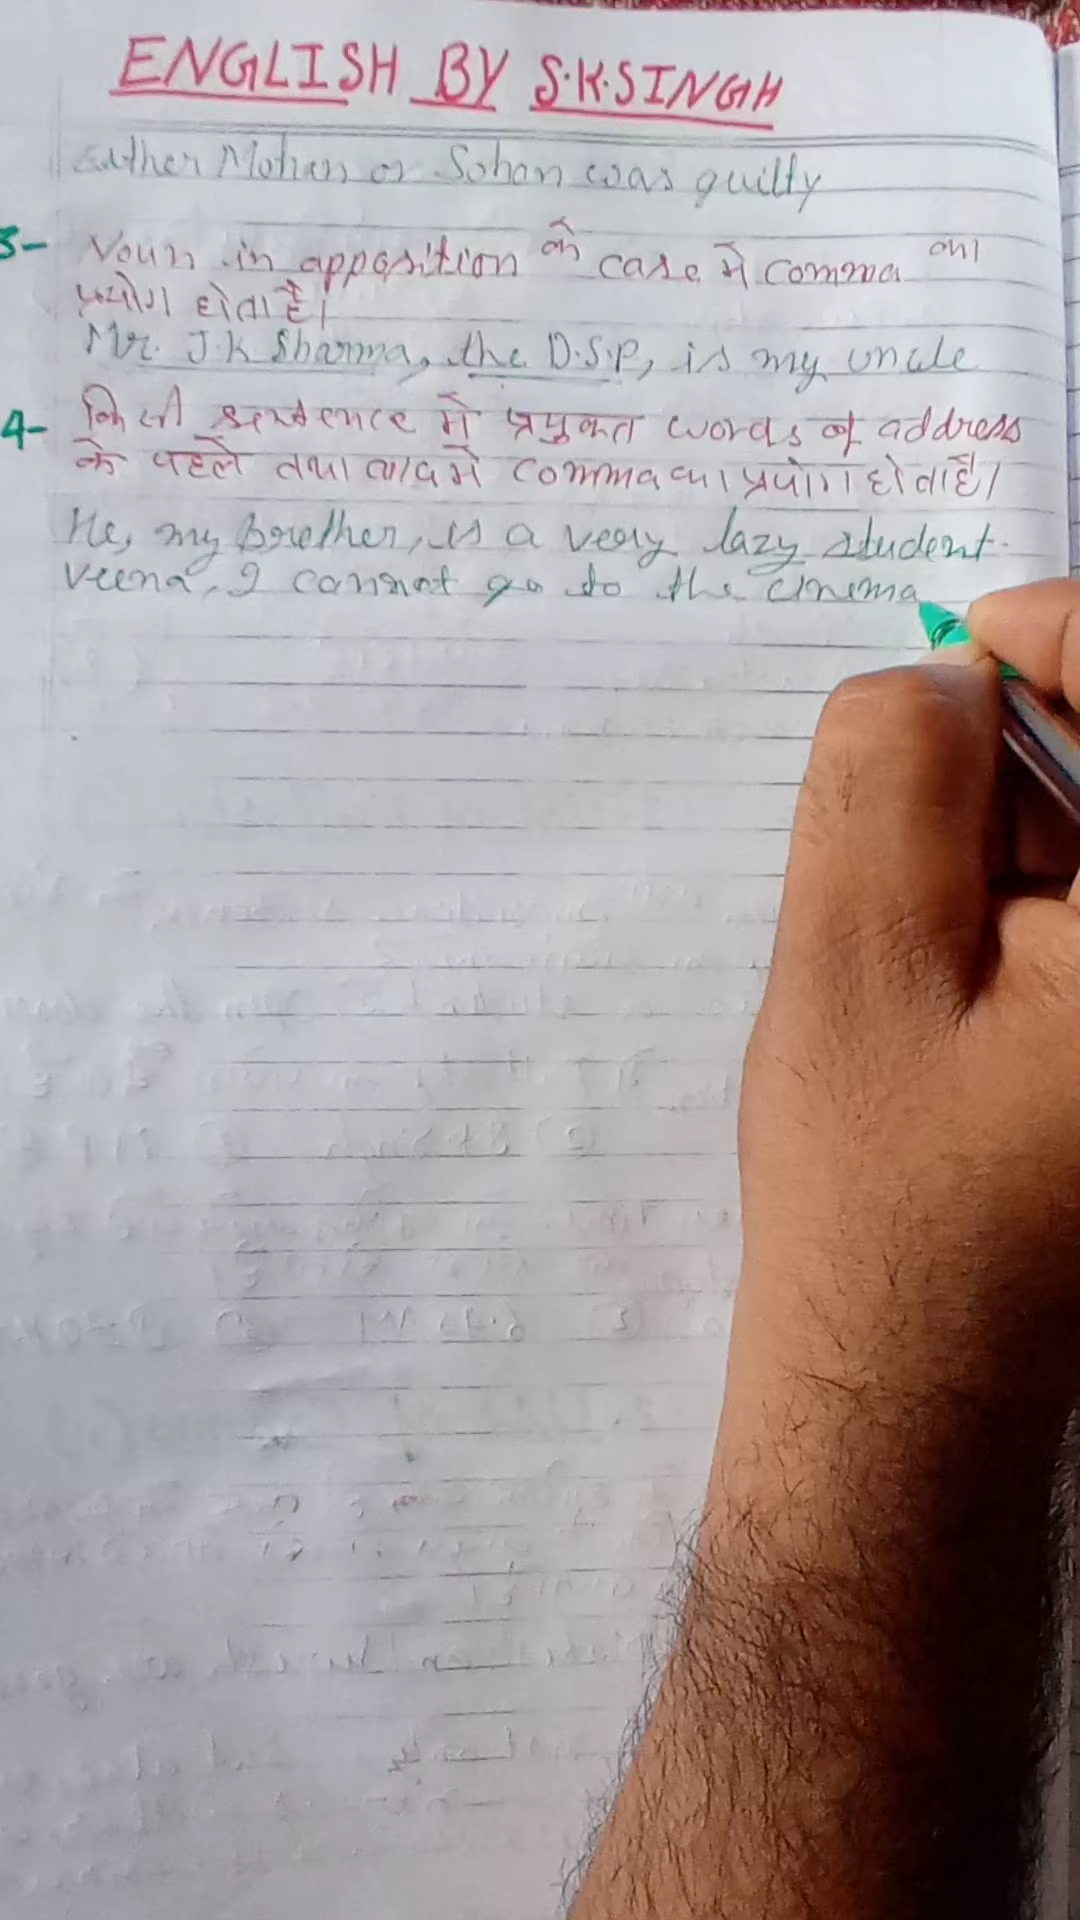 ENGLISH BY S.K.SINGH
Either Mohan or Sohan was guilty
3- Noun in apposition के case में comma का
प्रयोग होता है।
Mr. J.K Sharma, the D.S.P, is my uncle
4- किसी sentence में प्रयुक्त words of address
के पहले तथा बाद में comma का प्रयोग होता है।
He, my brother, is a very lazy student.
Veena, I cannot go to the cinema